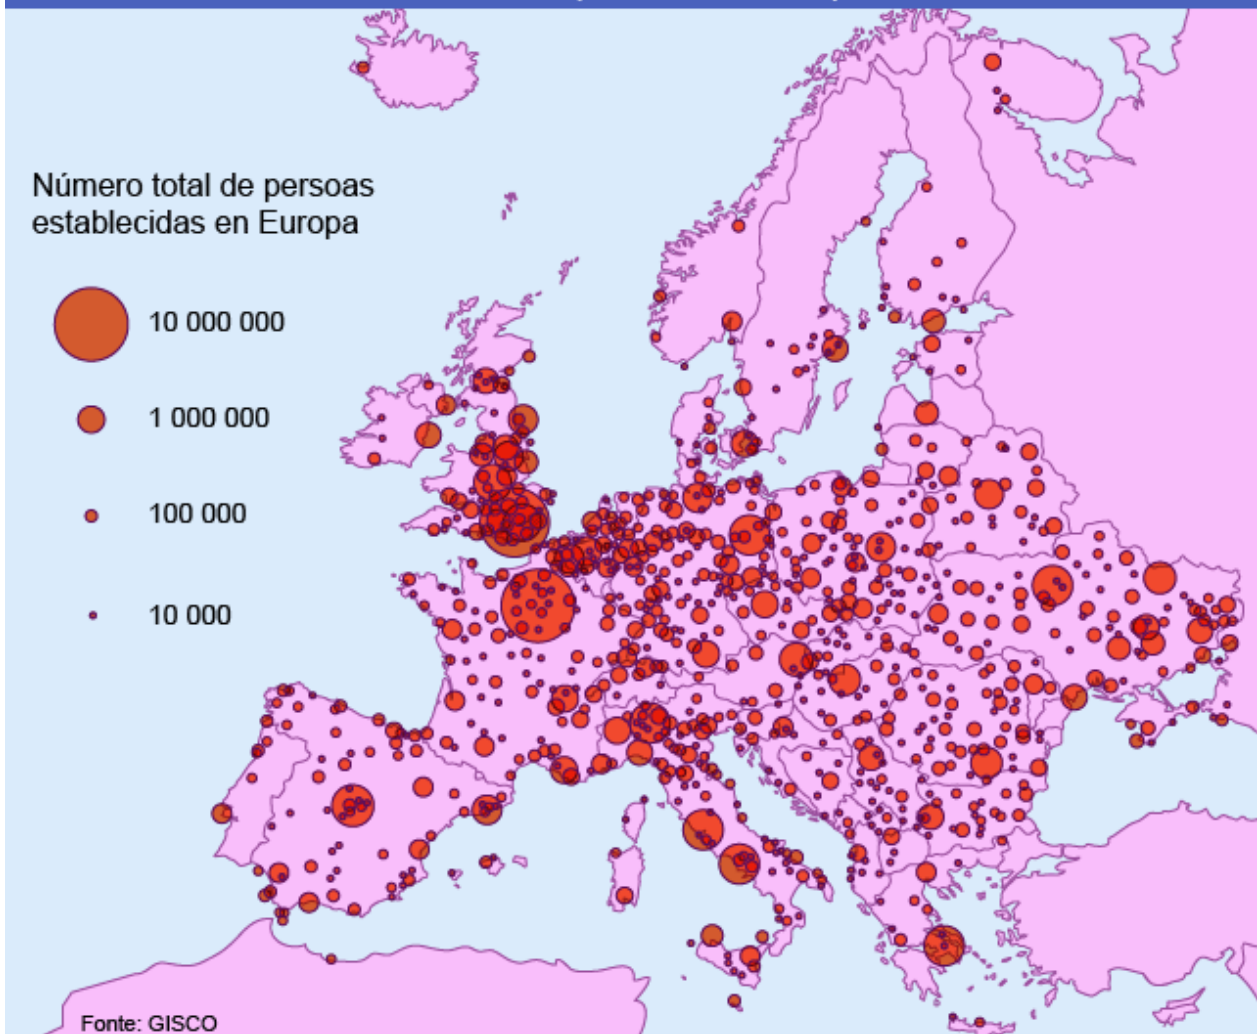 Número total de persoas
establecidas en Europa
10 000 000
1 000 000
100 000
10 000
Fonte: GISCO